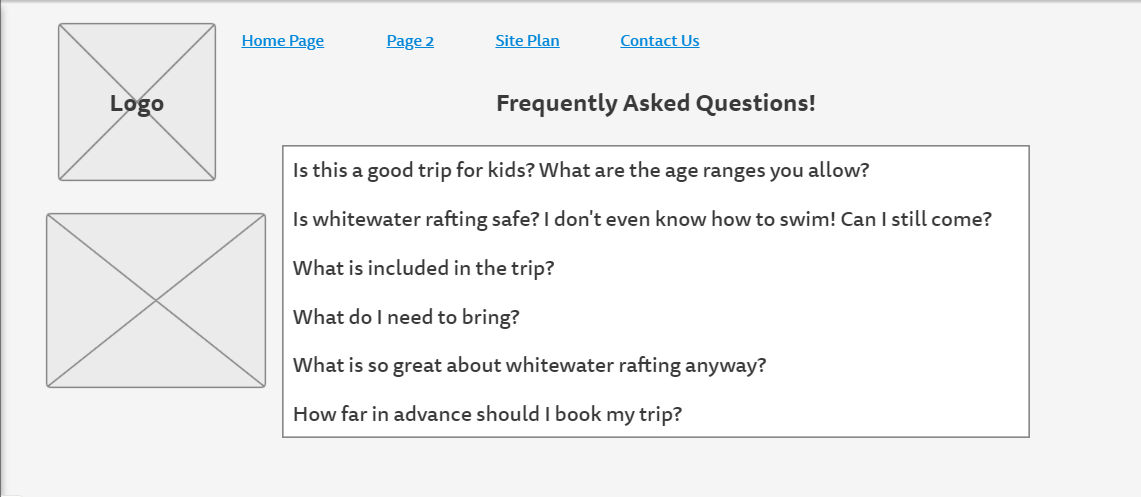 Home Page Page 2 Site Plan Contact Us
Logo
Frequently Asked Questions!
Is this a good trip for kids? What are the age ranges you allow?
Is whitewater rafting safe? I don't even know how to swim! Can I still come?
What is included in the trip?
What do I need to bring?
What is so great about whitewater rafting anyway?
How far in advance should I book my trip?